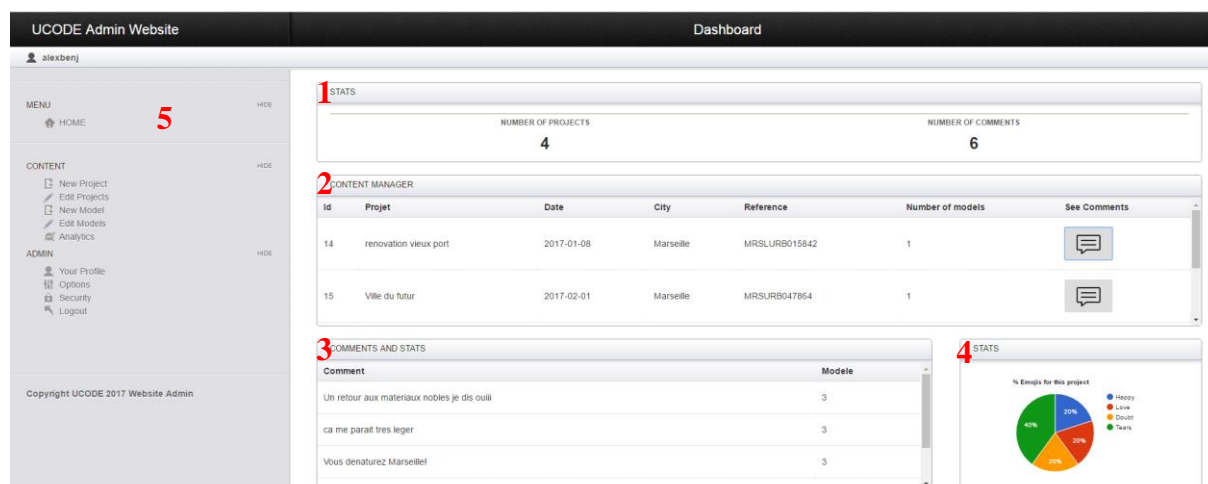 UCODE Admin Website
Dashboard
alexbenj
5
MENU HIDE
HOME
CONTENT HIDE
New Project
Edit Projects
New Model
Edit Models
Analytics
ADMIN HIDE
Your Profile
Options
Security
Logout
Copyright UCODE 2017 Website Admin
1 STATS
NUMBER OF PROJECTS NUMBER OF COMMENTS
4 6
2 CONTENT MANAGER
Id Projet Date City Reference Number of models See Comments
14 renovation vieux port 2017-01-08 Marseille MRSLURB015842 1
15 Ville du futur 2017-02-01 Marseille MRSURB047864 1
3 COMMENTS AND STATS
Comment Modele
Un retour aux materiaux nobles je dis ouiii 3
ca me parait tres leger 3
Vous denaturez Marseille! 3
4 STATS
% Emojis for this project
20%
20%
20%
40%
Happy
Love
Doubt
Tears